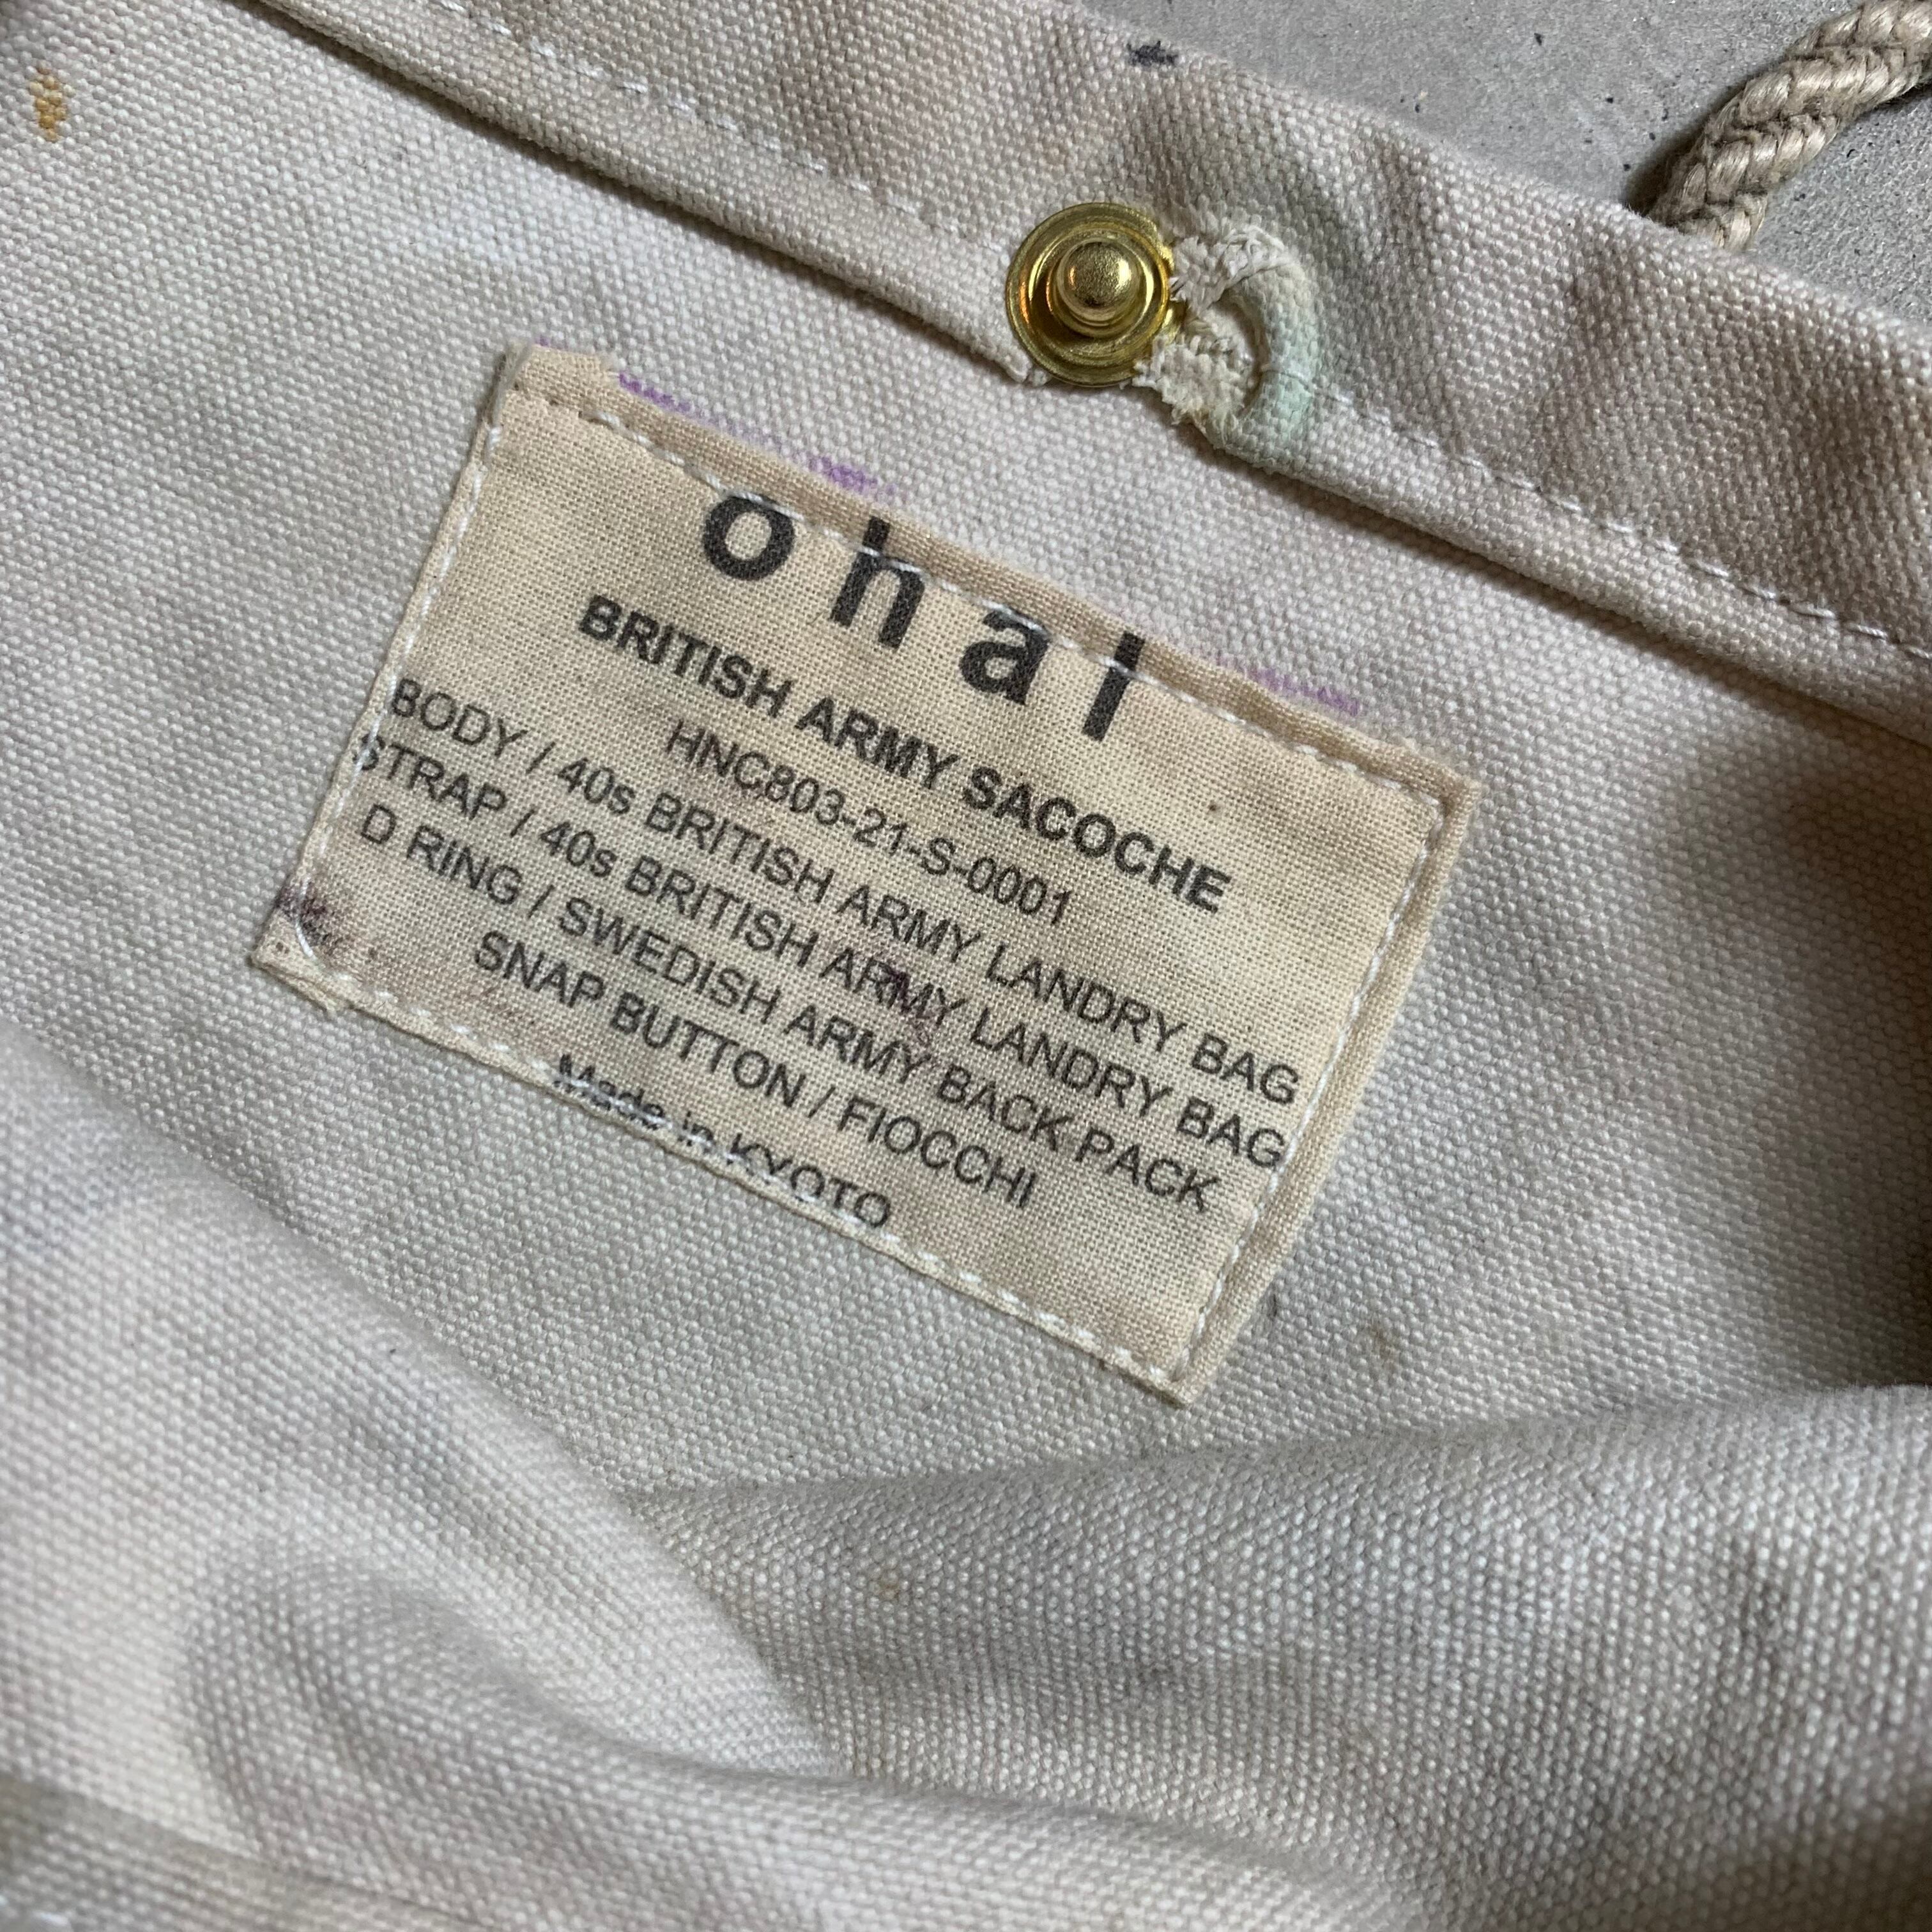 ohal
BRITISH ARMY SACOCHE
HNC803-21-S-0001
BODY / 40s BRITISH ARMY LANDRY BAG
STRAP / 40s BRITISH ARMY LANDRY BAG
D RING / SWEDISH ARMY BACK PACK
SNAP BUTTON / FIOCCHI
Made in KYOTO